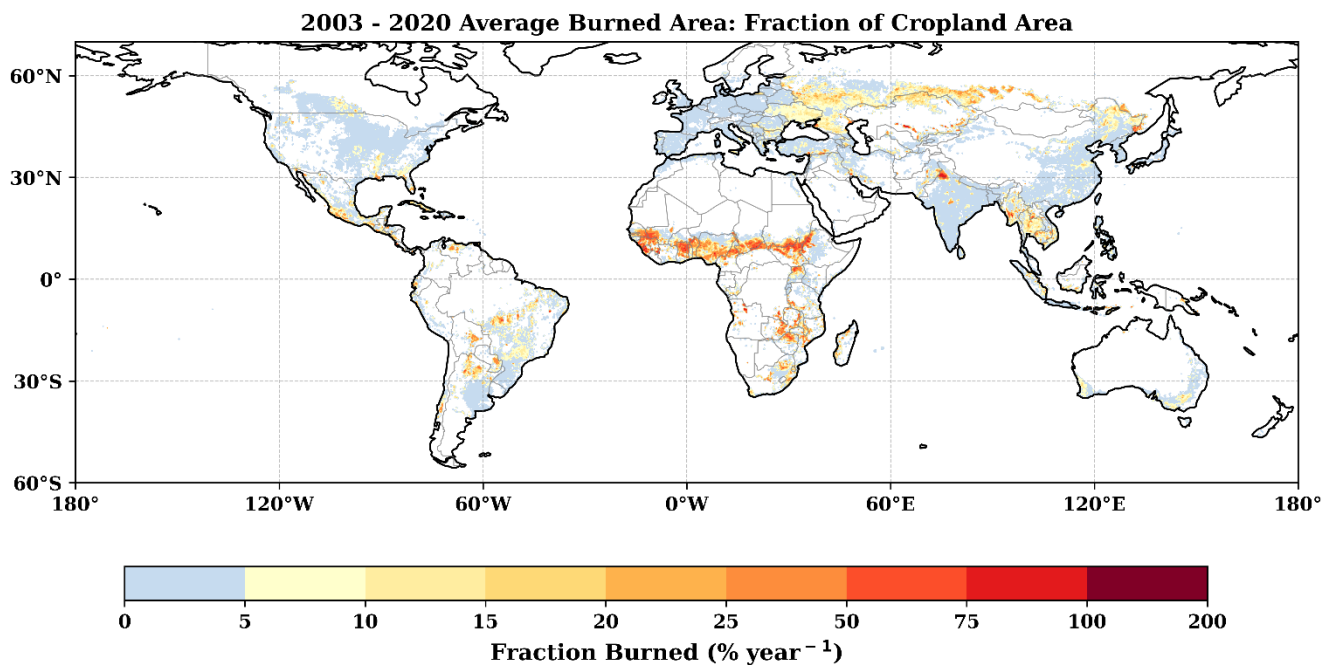 2003 - 2020 Average Burned Area: Fraction of Cropland Area
60°N
30°N
0°
30°S
60°S
180° 120°W 60°W 0°W 60°E 120°E 180°
0 5 10 15 20 25 50 75 100 200
Fraction Burned (% year⁻¹)